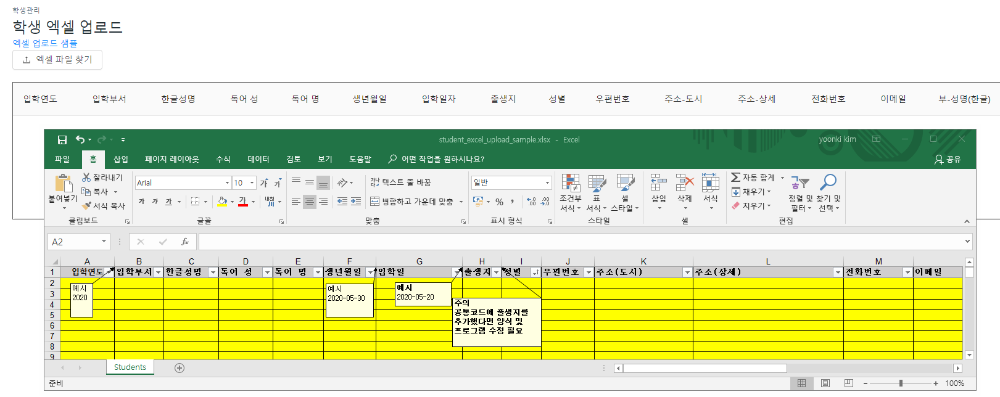 학생관리
학생 엑셀 업로드
엑셀 업로드 샘플
엑셀 파일 찾기
입학연도 입학부서 한글성명 독어 성 독어 명 생년월일 입학일자 출생지 성별 우편번호 주소-도시 주소-상세 전화번호 이메일 부-성명(한글)
student_excel_upload_sample.xlsx - Excel yoonki kim
파일 홈 삽입 페이지 레이아웃 수식 데이터 검토 보기 도움말 어떤 작업을 원하시나요? 공유
붙여넣기 잘라내기 복사 서식 복사
클립보드
Arial 10 가 가
가 가 가 가 내천
글꼴
텍스트 줄 바꿈
병합하고 가운데 맞춤
맞춤
일반
% , .00
표시 형식
조건부 서식 표 서식 셀 스타일
스타일
삽입 삭제 서식
셀
자동 합계
채우기
지우기
정렬 및 필터 찾기 및 선택
편집
A2 fx
A B C D E F G H I J K L M
1 입학연도 입학부서 한글성명 독어 성 독어 명 생년월일 입학일 출생지 성별 우편번호 주소(도시) 주소(상세) 전화번호 이메일
2
3
4
5
6
7
8
9
예시
2020
예시
2020-05-30
예시
2020-05-20
주의
공통코드에 출생지를
추가했다면 양식 및
프로그램 수정 필요
Students
준비 100%